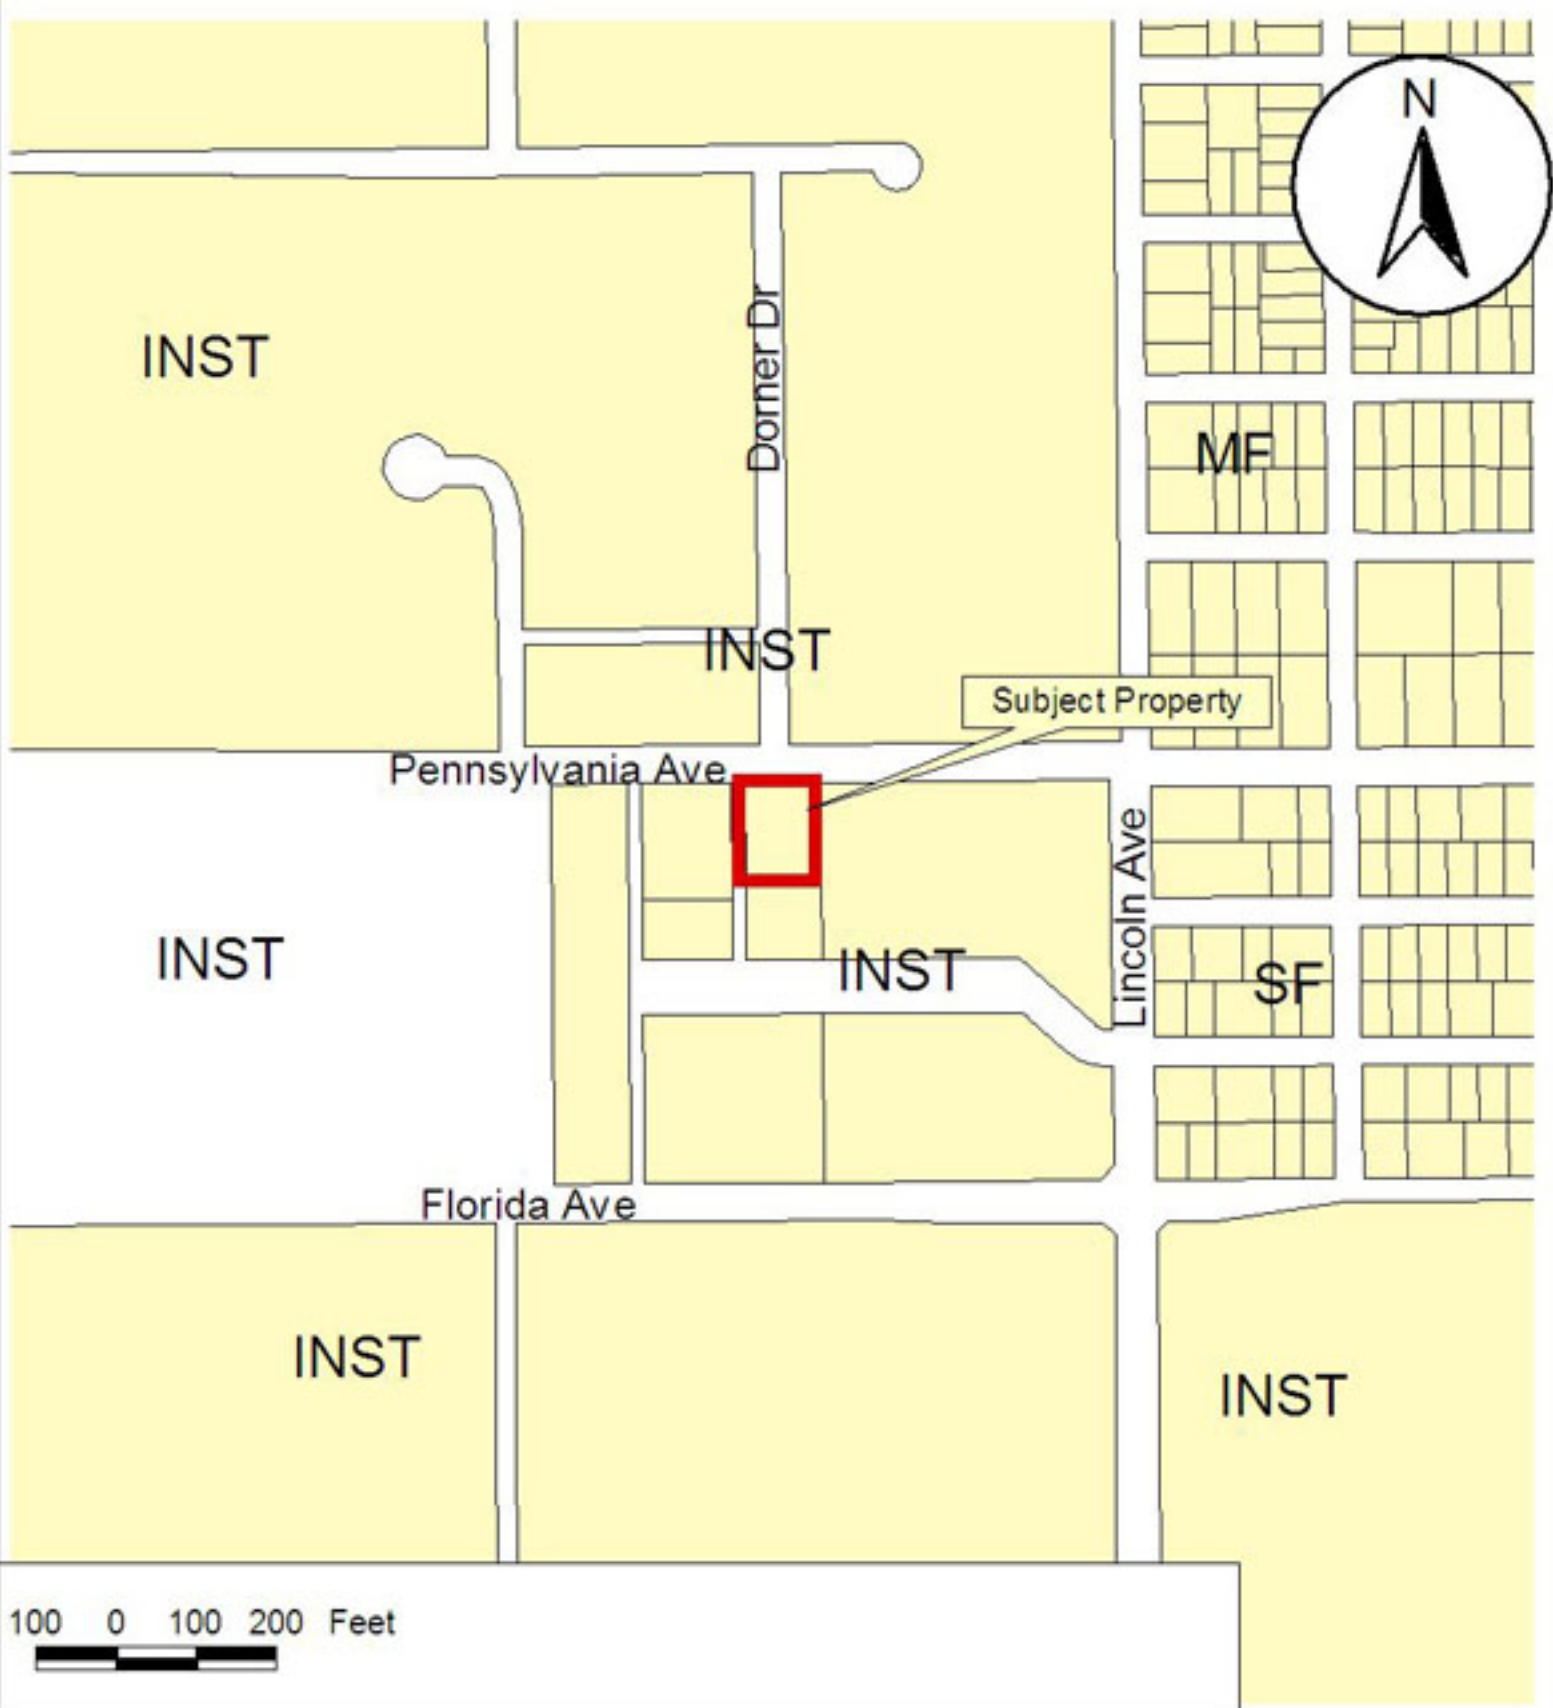 N
INST
Dorner Dr
MF
INST
Subject Property
Pennsylvania Ave
Lincoln Ave
INST
INST
SF
Florida Ave
INST
INST
100 0 100 200 Feet